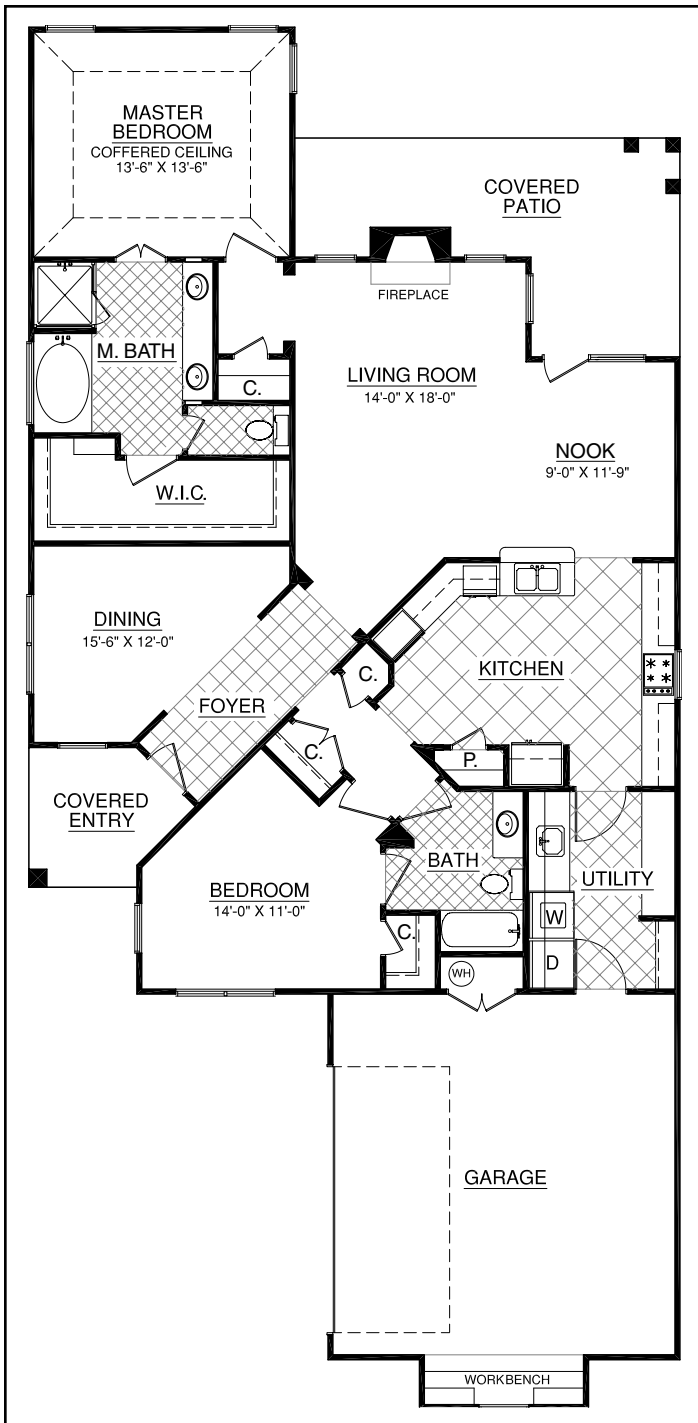 MASTER
BEDROOM
COFFERED CEILING
13'-6" X 13'-6"
COVERED
PATIO
FIREPLACE
M. BATH
C.
LIVING ROOM
14'-0" X 18'-0"
NOOK
9'-0" X 11'-9"
W.I.C.
DINING
15'-6" X 12'-0"
FOYER
C.
KITCHEN
C.
P.
COVERED
ENTRY
BATH
BEDROOM
14'-0" X 11'-0"
UTILITY
W
C.
D
WH
GARAGE
WORKBENCH